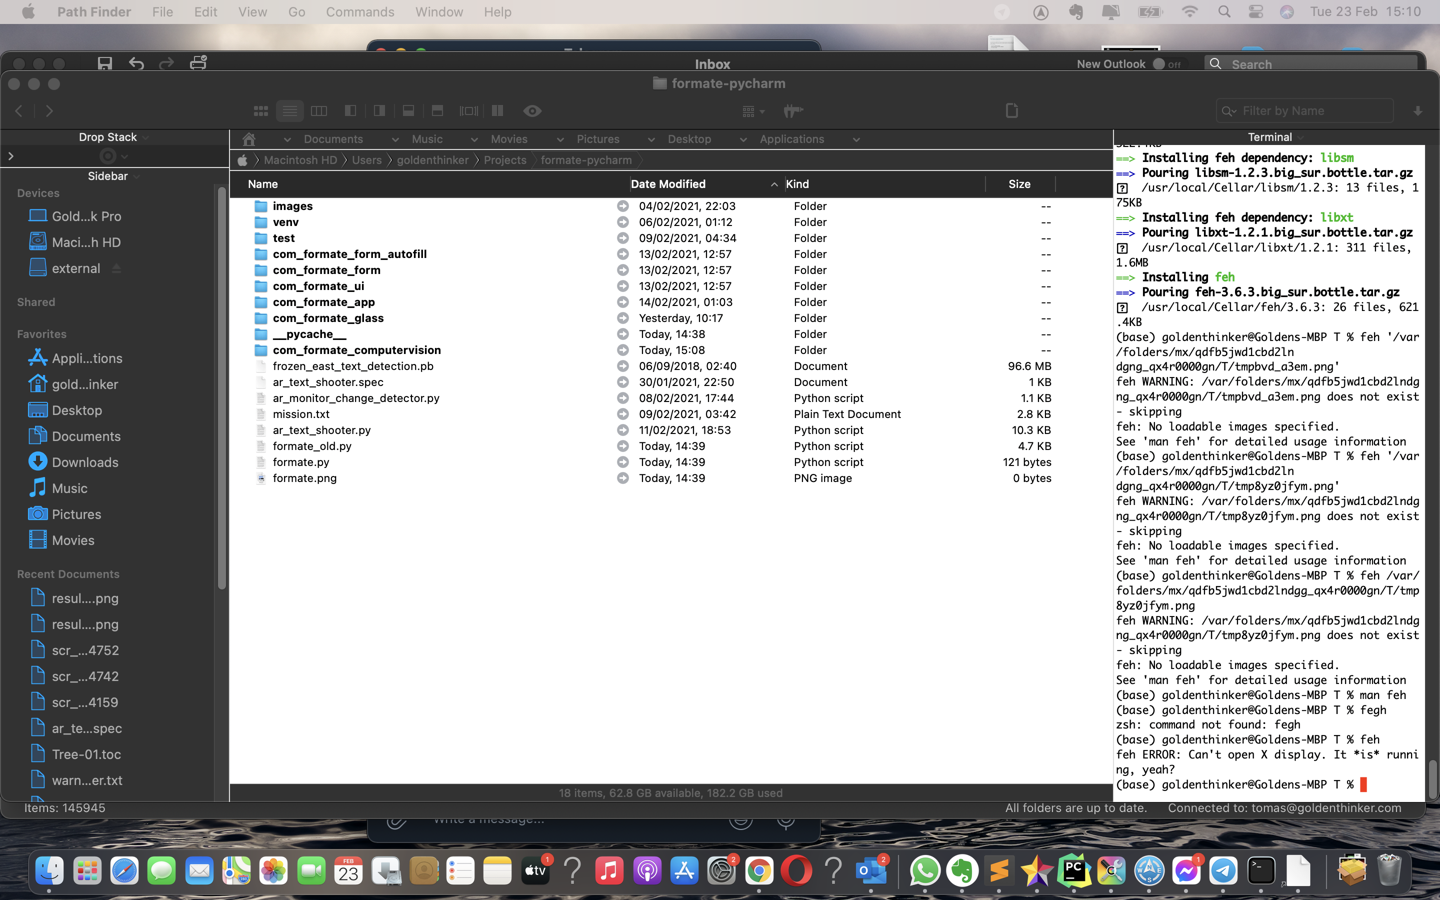 Path Finder File Edit View Go Commands Window Help Tue 23 Feb 15:10
Inbox New Outlook Off Search
formate-pycharm
Filter by Name
Drop Stack
Documents Music Movies Pictures Desktop Applications
Terminal
Macintosh HD Users goldenthinker Projects formate-pycharm
Sidebar
Devices
Gold...k Pro
Maci...h HD
external
Shared
Favorites
Appli...tions
gold...inker
Desktop
Documents
Downloads
Music
Pictures
Movies
Recent Documents
resul....png
resul....png
scr_...4752
scr_...4742
scr_...4159
ar_te...spec
Tree-01.toc
warn...er.txt
Items: 145945
Name Date Modified Kind Size
images 04/02/2021, 22:03 Folder --
venv 06/02/2021, 01:12 Folder --
test 09/02/2021, 04:34 Folder --
com_formate_form_autofill 13/02/2021, 12:57 Folder --
com_formate_form 13/02/2021, 12:57 Folder --
com_formate_ui 13/02/2021, 12:57 Folder --
com_formate_app 14/02/2021, 01:03 Folder --
com_formate_glass Yesterday, 10:17 Folder --
__pycache__ Today, 14:38 Folder --
com_formate_computervision Today, 15:08 Folder --
frozen_east_text_detection.pb 06/09/2018, 02:40 Document 96.6 MB
ar_text_shooter.spec 30/01/2021, 22:50 Document 1 KB
ar_monitor_change_detector.py 08/02/2021, 17:44 Python script 1.1 KB
mission.txt 09/02/2021, 03:42 Plain Text Document 2.8 KB
ar_text_shooter.py 11/02/2021, 18:53 Python script 10.3 KB
formate_old.py Today, 14:39 Python script 4.7 KB
formate.py Today, 14:39 Python script 121 bytes
formate.png Today, 14:39 PNG image 0 bytes
18 items, 62.8 GB available, 182.2 GB used
==> Installing feh dependency: libsm
==> Pouring libsm-1.2.3.big_sur.bottle.tar.gz
/usr/local/Cellar/libsm/1.2.3: 13 files, 1
75KB
==> Installing feh dependency: libxt
==> Pouring libxt-1.2.1.big_sur.bottle.tar.gz
/usr/local/Cellar/libxt/1.2.1: 311 files,
1.6MB
==> Installing feh
==> Pouring feh-3.6.3.big_sur.bottle.tar.gz
/usr/local/Cellar/feh/3.6.3: 26 files, 621
.4KB
(base) goldenthinker@Goldens-MBP T % feh '/var
/folders/mx/qdfb5jwd1cbd2ln
dgng_qx4r0000gn/T/tmpbvd_a3em.png'
feh WARNING: /var/folders/mx/qdfb5jwd1cbd2lndg
ng_qx4r0000gn/T/tmpbvd_a3em.png does not exist
- skipping
feh: No loadable images specified.
See 'man feh' for detailed usage information
(base) goldenthinker@Goldens-MBP T % feh '/var
/folders/mx/qdfb5jwd1cbd2ln
dgng_qx4r0000gn/T/tmp8yz0jfym.png'
feh WARNING: /var/folders/mx/qdfb5jwd1cbd2lndg
ng_qx4r0000gn/T/tmp8yz0jfym.png does not exist
- skipping
feh: No loadable images specified.
See 'man feh' for detailed usage information
(base) goldenthinker@Goldens-MBP T % feh /var/
folders/mx/qdfb5jwd1cbd2lndgg_qx4r0000gn/T/tmp
8yz0jfym.png
feh WARNING: /var/folders/mx/qdfb5jwd1cbd2lndg
ng_qx4r0000gn/T/tmp8yz0jfym.png does not exist
- skipping
feh: No loadable images specified.
See 'man feh' for detailed usage information
(base) goldenthinker@Goldens-MBP T % man feh
(base) goldenthinker@Goldens-MBP T % fegh
zsh: command not found: fegh
(base) goldenthinker@Goldens-MBP T % feh
feh ERROR: Can't open X display. It *is* runni
ng, yeah?
(base) goldenthinker@Goldens-MBP T %
All folders are up to date. Connected to: tomas@goldenthinker.com
Write a message...
FEB
23
tv
1
2
2
PC
1